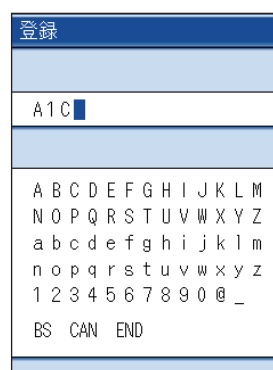 登録
A1C
A B C D E F G H I J K L M
N O P Q R S T U V W X Y Z
a b c d e f g h i j k l m
n o p q r s t u v w x y z
1 2 3 4 5 6 7 8 9 0 @ _
BS CAN END